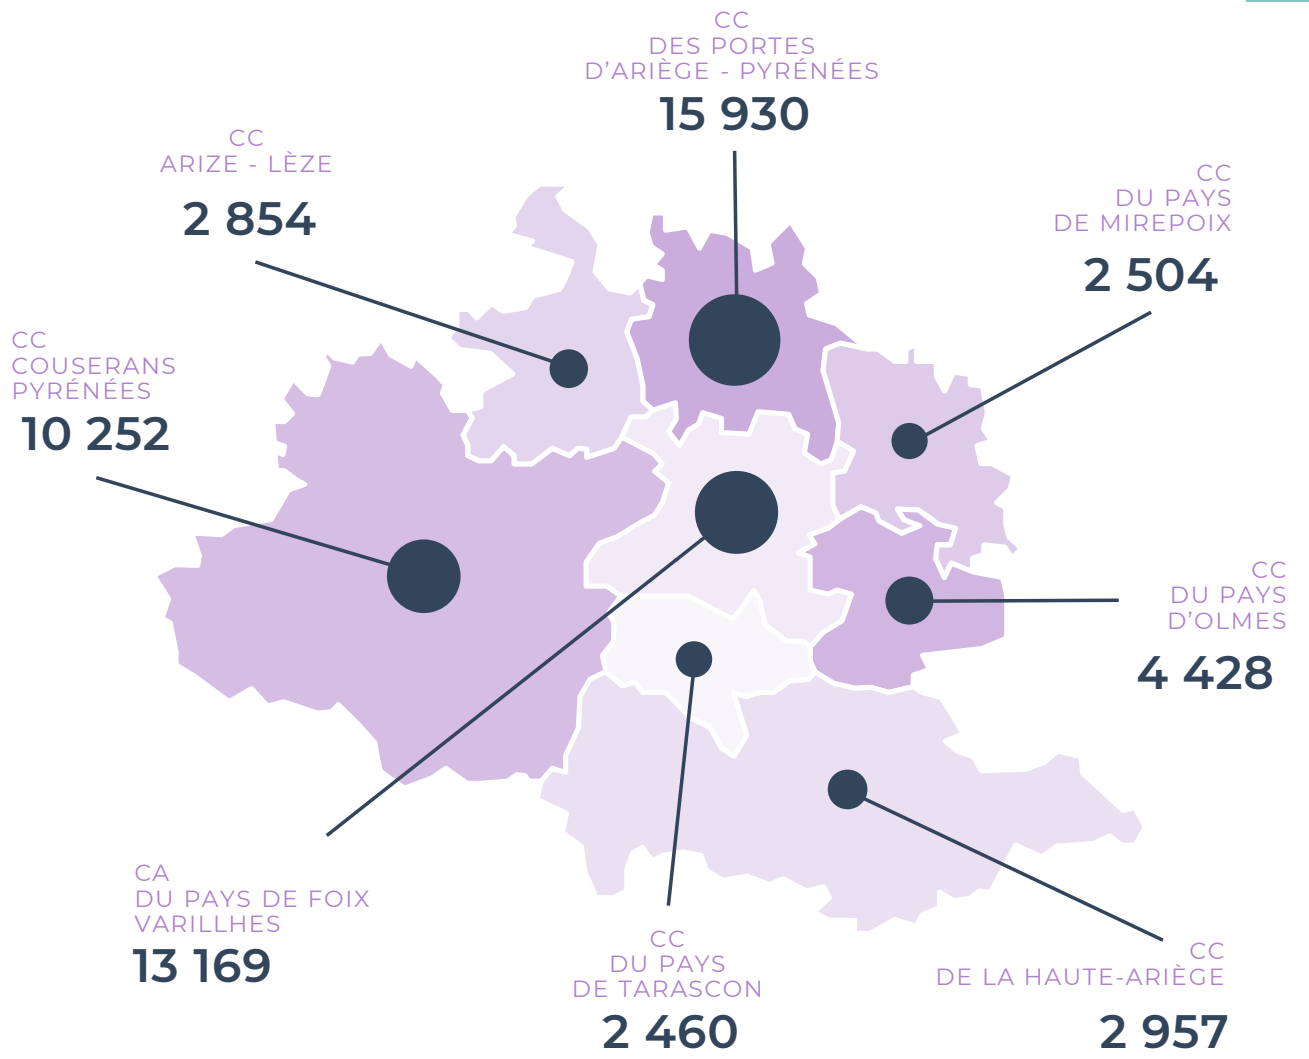 CC
DES PORTES
D'ARIÈGE - PYRÉNÉES
15 930
CC
ARIZE - LÈZE
2 854
CC
DU PAYS
DE MIREPOIX
2 504
CC
COUSERANS
PYRÉNÉES
10 252
CC
DU PAYS
D'OLMES
4 428
CA
DU PAYS DE FOIX
VARILLHES
13 169
CC
DU PAYS
DE TARASCON
2 460
CC
DE LA HAUTE-ARIÈGE
2 957